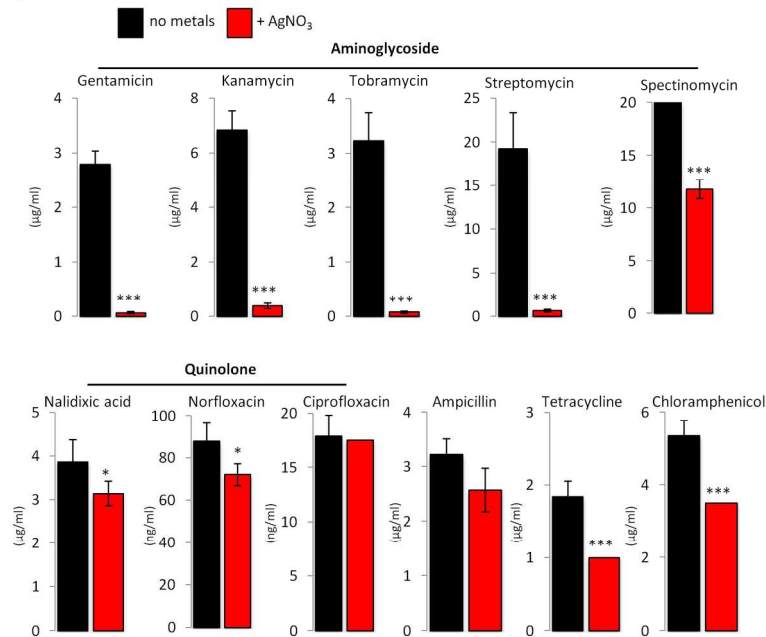 no metals + AgNO3
Aminoglycoside
Gentamicin Kanamycin Tobramycin Streptomycin Spectinomycin
4 8 4 25 20
3 6 3 20 15
2 4 2 15 10
1 2 1 10 5
0 0 0 5 0
0
(µg/ml) (µg/ml) (µg/ml) (µg/ml) (µg/ml)
*** *** *** *** ***
Quinolone
Nalidixic acid Norfloxacin Ciprofloxacin Ampicillin Tetracycline Chloramphenicol
5 100 20 4 3 6
4 80 15 3 2 4
3 60 10 2 1 2
2 40 5 1 0 0
1 20 0 0
0 0
(µg/ml) (ng/ml) (ng/ml) (µg/ml) (µg/ml) (µg/ml)
* * *** ***